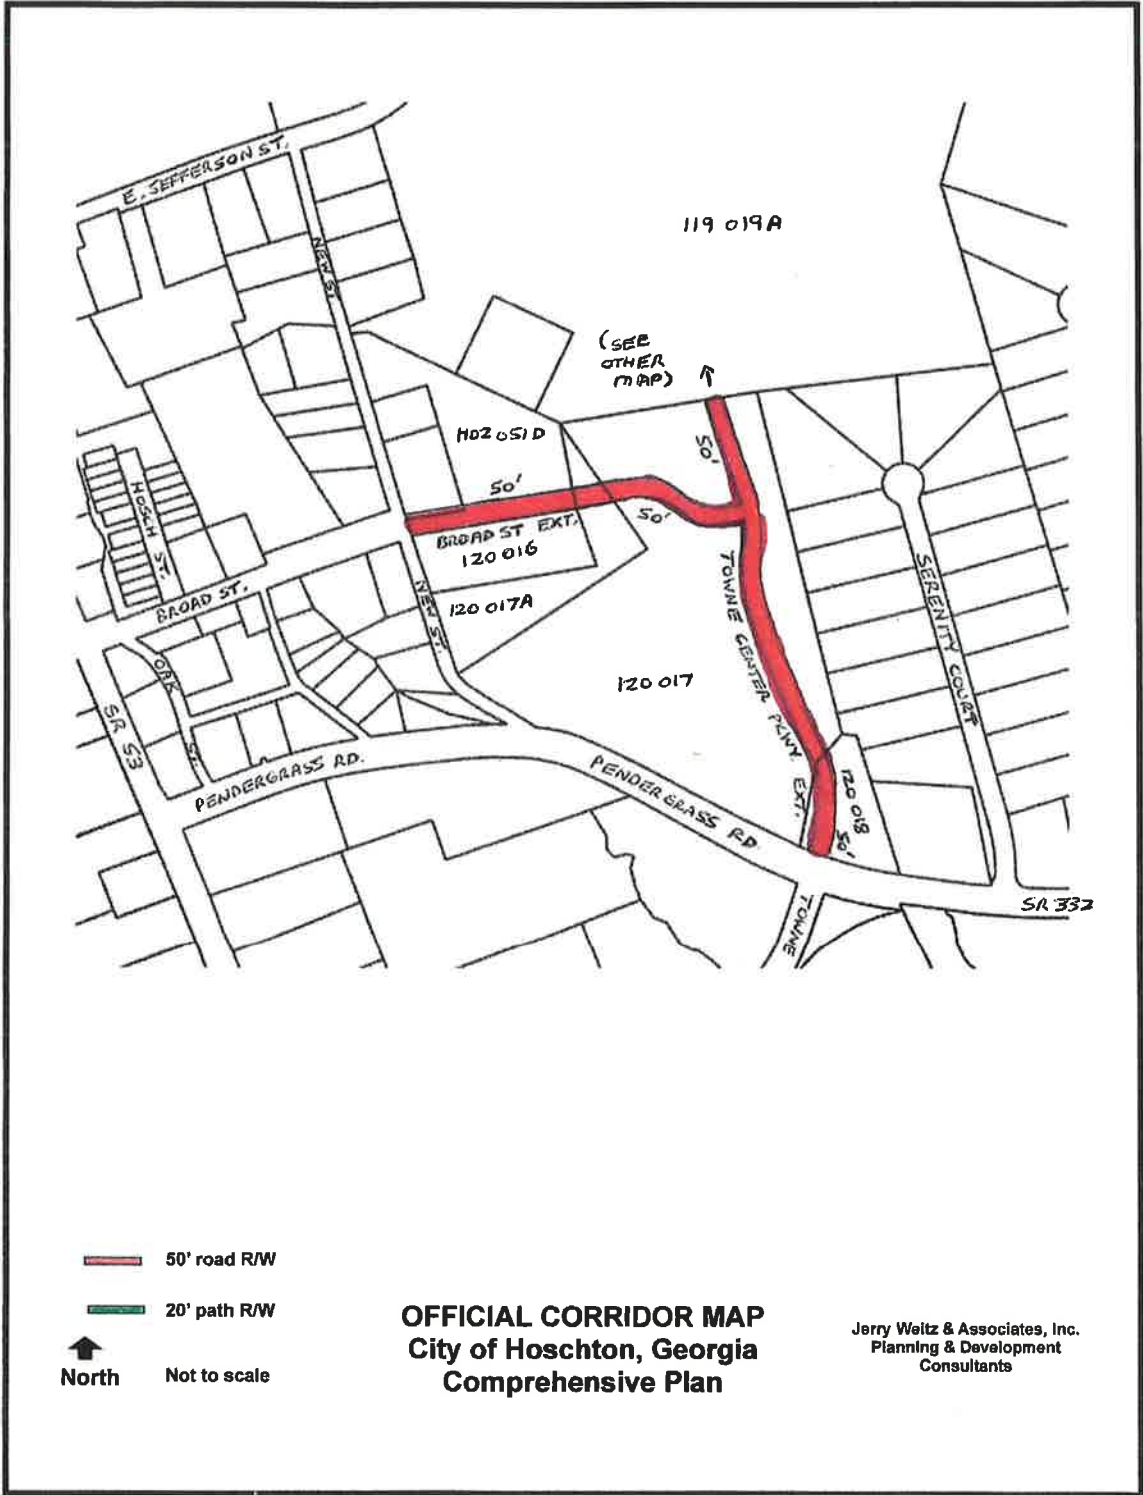 E. JEFFERSON ST.
NEW ST.
119 019A
(SEE
OTHER
MAP)
H02 051D
50'
50'
50'
BROAD ST EXT.
120 016
HOSCH ST.
BROAD ST.
NEW ST.
120 017A
TOWNE CENTER PKWY. EXT.
SERENITY COURT
OAK ST.
120 017
SR 53
PENDERGRASS RD.
PENDERGRASS RD.
120 018
50'
TOWNE
SR 332
50' road R/W
20' path R/W
North
Not to scale
OFFICIAL CORRIDOR MAP
City of Hoschton, Georgia
Comprehensive Plan
Jerry Weitz & Associates, Inc.
Planning & Development
Consultants